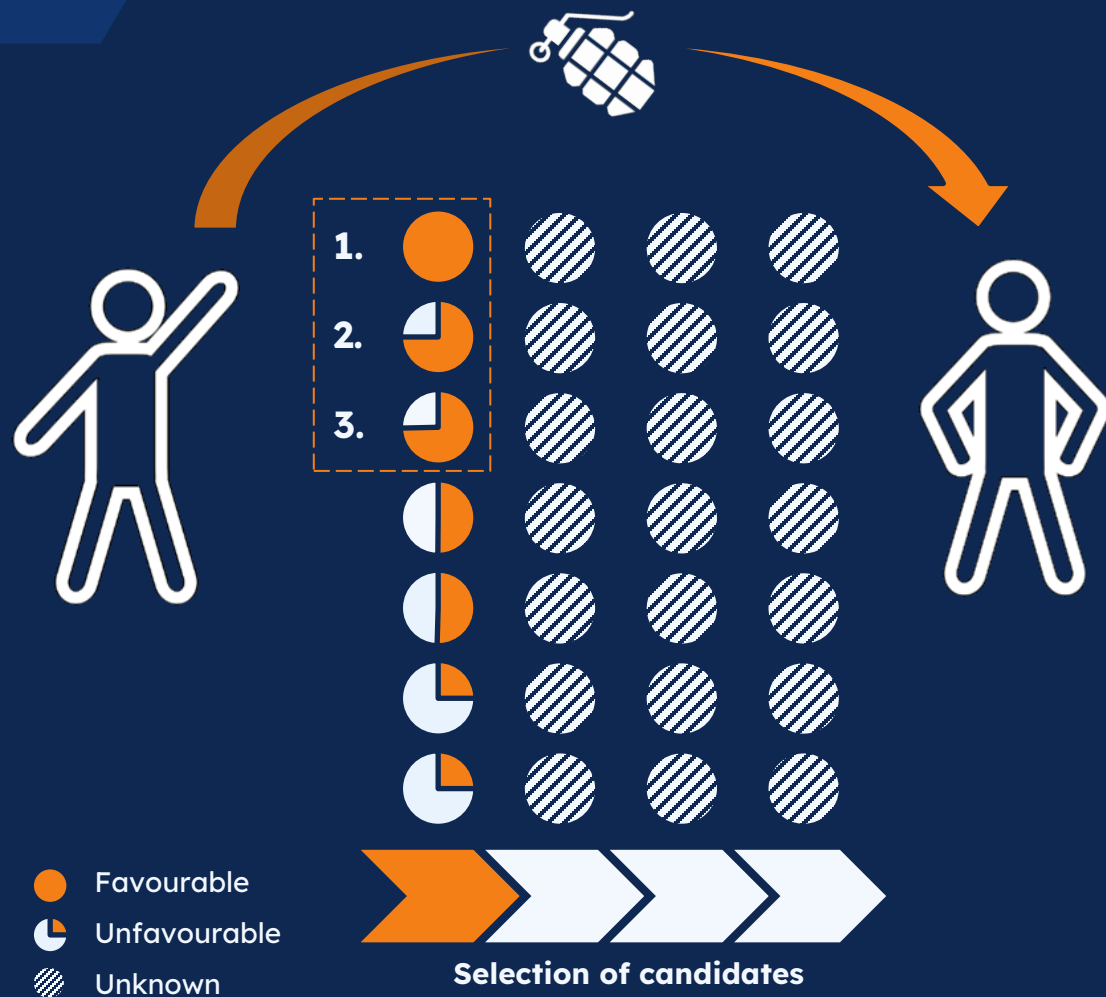 1.
2.
3.
Favourable
Unfavourable
Unknown
Selection of candidates